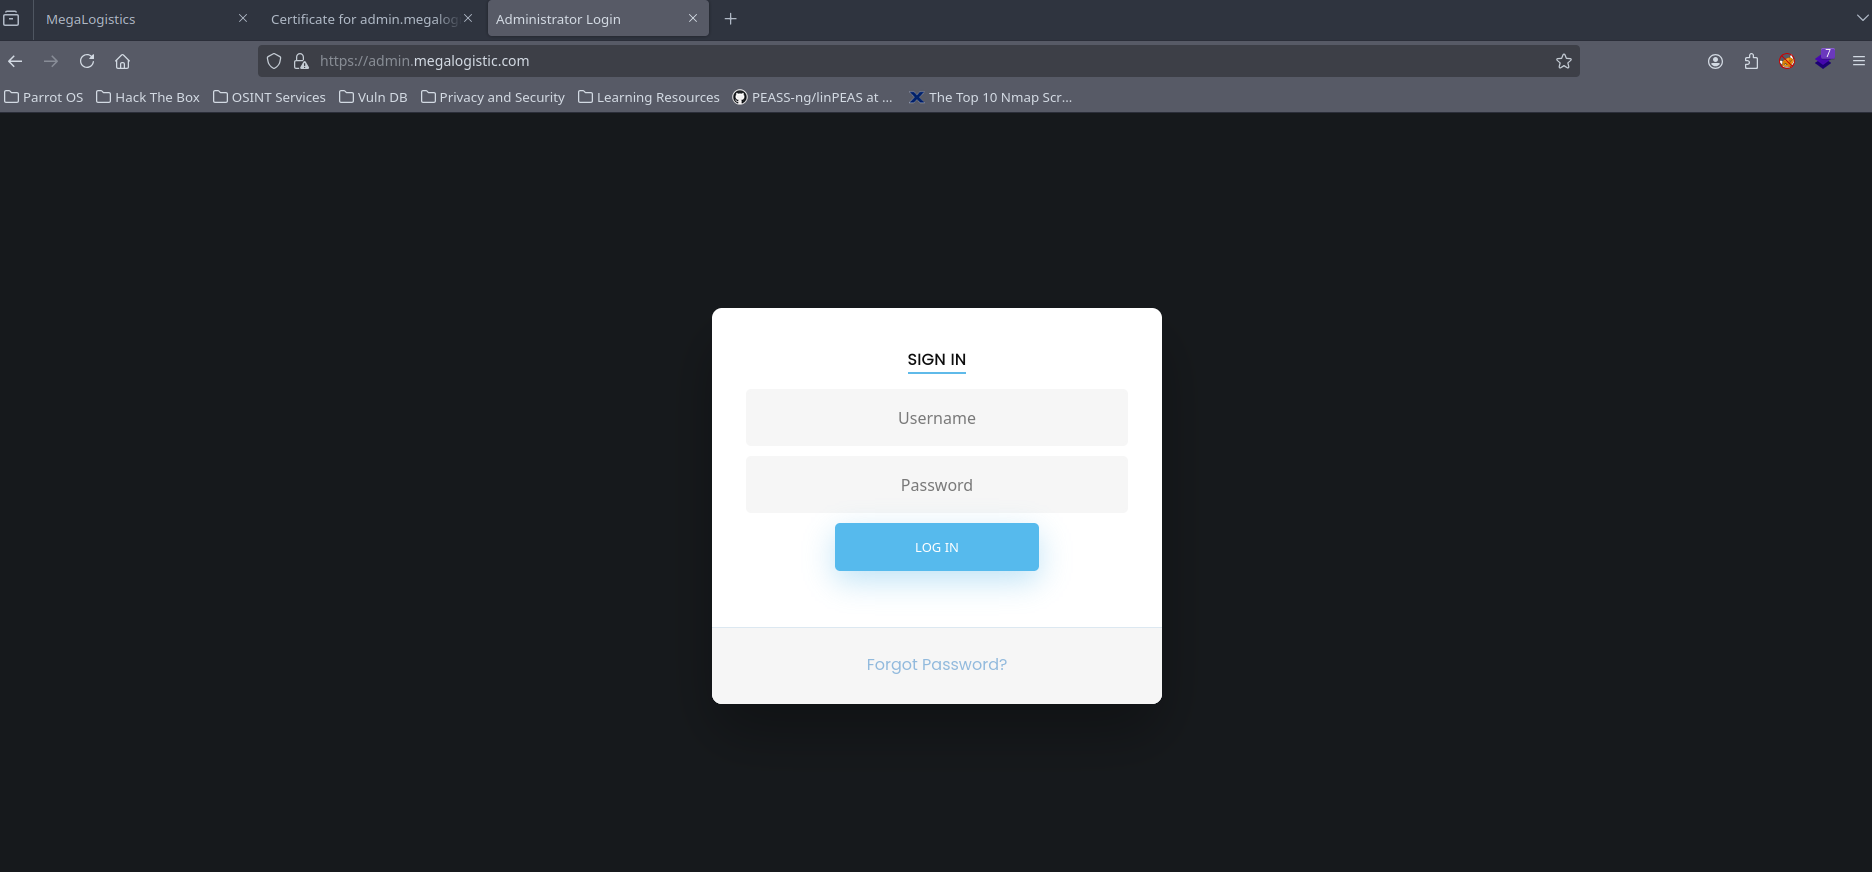 MegaLogistics
Certificate for admin.megalog
Administrator Login
https://admin.megalogistic.com
7
Parrot OS
Hack The Box
OSINT Services
Vuln DB
Privacy and Security
Learning Resources
PEASS-ng/linPEAS at ...
The Top 10 Nmap Scr...
SIGN IN
Username
Password
LOG IN
Forgot Password?